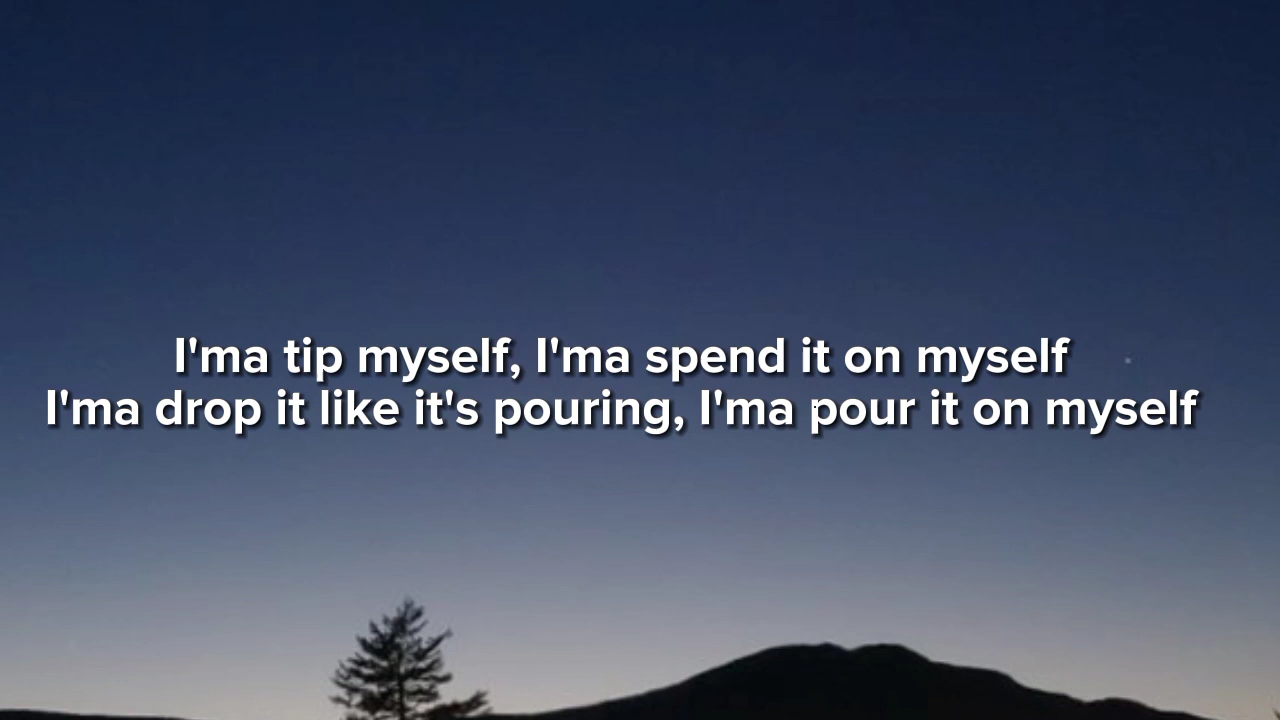 I'ma tip myself, I'ma spend it on myself
I'ma drop it like it's pouring, I'ma pour it on myself